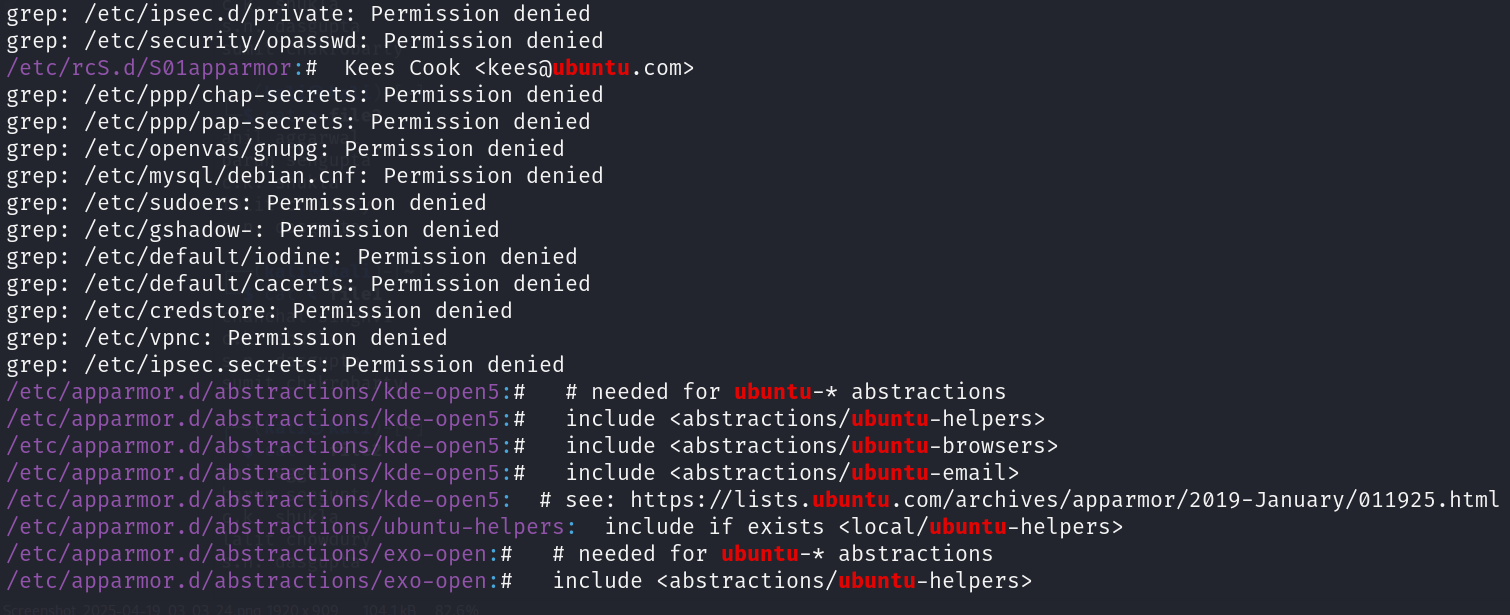 grep: /etc/ipsec.d/private: Permission denied
grep: /etc/security/opasswd: Permission denied
/etc/rcS.d/S01apparmor:#  Kees Cook <kees@ubuntu.com>
grep: /etc/ppp/chap-secrets: Permission denied
grep: /etc/ppp/pap-secrets: Permission denied
grep: /etc/openvas/gnupg: Permission denied
grep: /etc/mysql/debian.cnf: Permission denied
grep: /etc/sudoers: Permission denied
grep: /etc/gshadow-: Permission denied
grep: /etc/default/iodine: Permission denied
grep: /etc/default/cacerts: Permission denied
grep: /etc/credstore: Permission denied
grep: /etc/vpnc: Permission denied
grep: /etc/ipsec.secrets: Permission denied
/etc/apparmor.d/abstractions/kde-open5:#   # needed for ubuntu-* abstractions
/etc/apparmor.d/abstractions/kde-open5:#   include <abstractions/ubuntu-helpers>
/etc/apparmor.d/abstractions/kde-open5:#   include <abstractions/ubuntu-browsers>
/etc/apparmor.d/abstractions/kde-open5:#   include <abstractions/ubuntu-email>
/etc/apparmor.d/abstractions/kde-open5:  # see: https://lists.ubuntu.com/archives/apparmor/2019-January/011925.html
/etc/apparmor.d/abstractions/ubuntu-helpers:  include if exists <local/ubuntu-helpers>
/etc/apparmor.d/abstractions/exo-open:#   # needed for ubuntu-* abstractions
/etc/apparmor.d/abstractions/exo-open:#   include <abstractions/ubuntu-helpers>